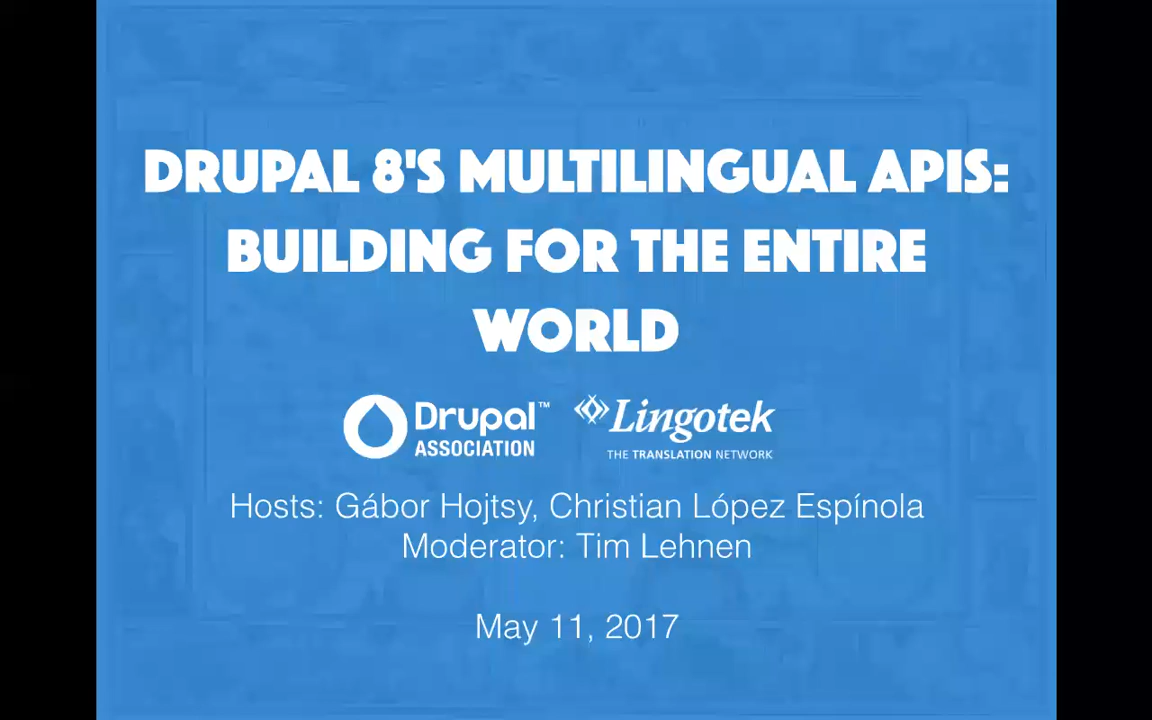 DRUPAL 8'S MULTILINGUAL APIS:
BUILDING FOR THE ENTIRE
WORLD
Drupal™
ASSOCIATION
Lingotek
THE TRANSLATION NETWORK
Hosts: Gábor Hojtsy, Christian López Espínola
Moderator: Tim Lehnen
May 11, 2017